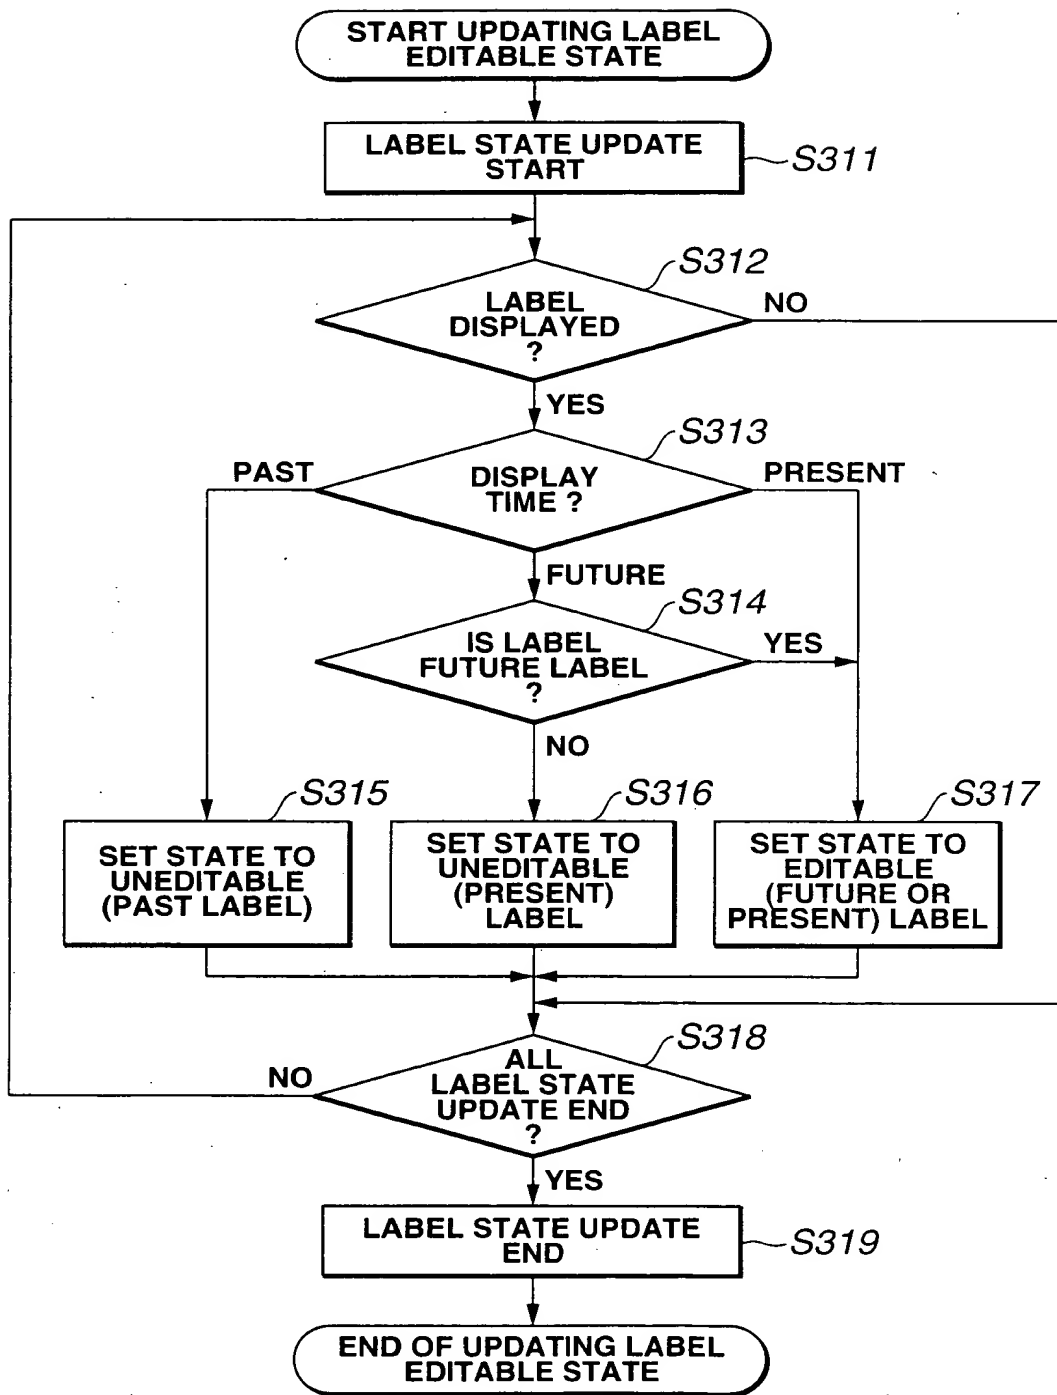 START UPDATING LABEL
EDITABLE STATE
LABEL STATE UPDATE
START
S311
S312
LABEL
DISPLAYED
?
NO
YES
S313
PAST
DISPLAY
TIME ?
PRESENT
FUTURE
S314
IS LABEL
FUTURE LABEL
?
YES
NO
S315
S316
S317
SET STATE TO
UNEDITABLE
(PAST LABEL)
SET STATE TO
UNEDITABLE
(PRESENT)
LABEL
SET STATE TO
EDITABLE
(FUTURE OR
PRESENT) LABEL
S318
ALL
LABEL STATE
UPDATE END
?
NO
YES
LABEL STATE UPDATE
END
S319
END OF UPDATING LABEL
EDITABLE STATE